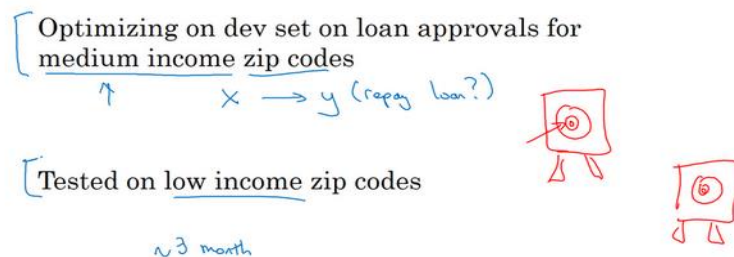 Optimizing on dev set on loan approvals for
medium income zip codes
x → y (repay loan?)
Tested on low income zip codes
~3 month